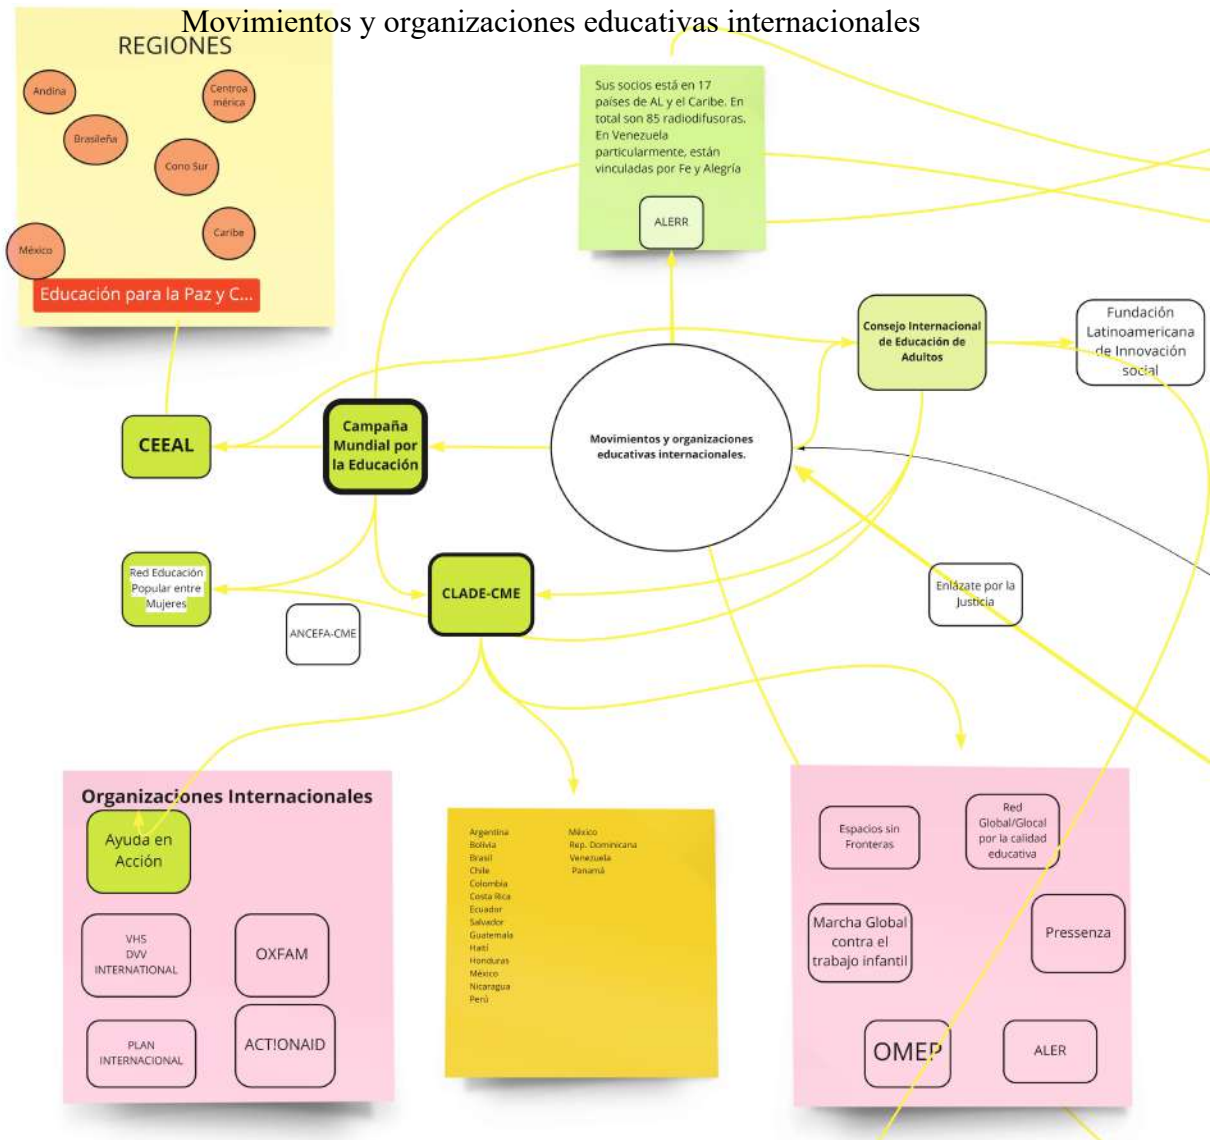 Movimientos y organizaciones educativas internacionales
REGIONES
Andina
Centroa
mérica
Brasileña
Cono Sur
Caribe
México
Educación para la Paz y C...
Sus socios está en 17
países de AL y el Caribe. En
total son 85 radiodifusoras.
En Venezuela
particularmente, están
vinculadas por Fe y Alegría
ALERR
Consejo Internacional
de Educación de
Adultos
Fundación
Latinoamericana
de Innovación
social
CEEAL
Campaña
Mundial por
la Educación
Movimientos y organizaciones
educativas internacionales.
Red Educación
Popular entre
Mujeres
ANCEFA-CME
CLADE-CME
Enlázate por la
Justicia
Organizaciones Internacionales
Ayuda en
Acción
VHS
DVV
INTERNATIONAL
OXFAM
PLAN
INTERNACIONAL
ACT!ONAID
Argentina
Bolivia
Brasil
Chile
Colombia
Costa Rica
Ecuador
Salvador
Guatemala
Haití
Honduras
México
Nicaragua
Perú
México
Rep. Dominicana
Venezuela
Panamá
Espacios sin
Fronteras
Red
Global/Glocal
por la calidad
educativa
Marcha Global
contra el
trabajo infantil
Pressenza
OMEP
ALER